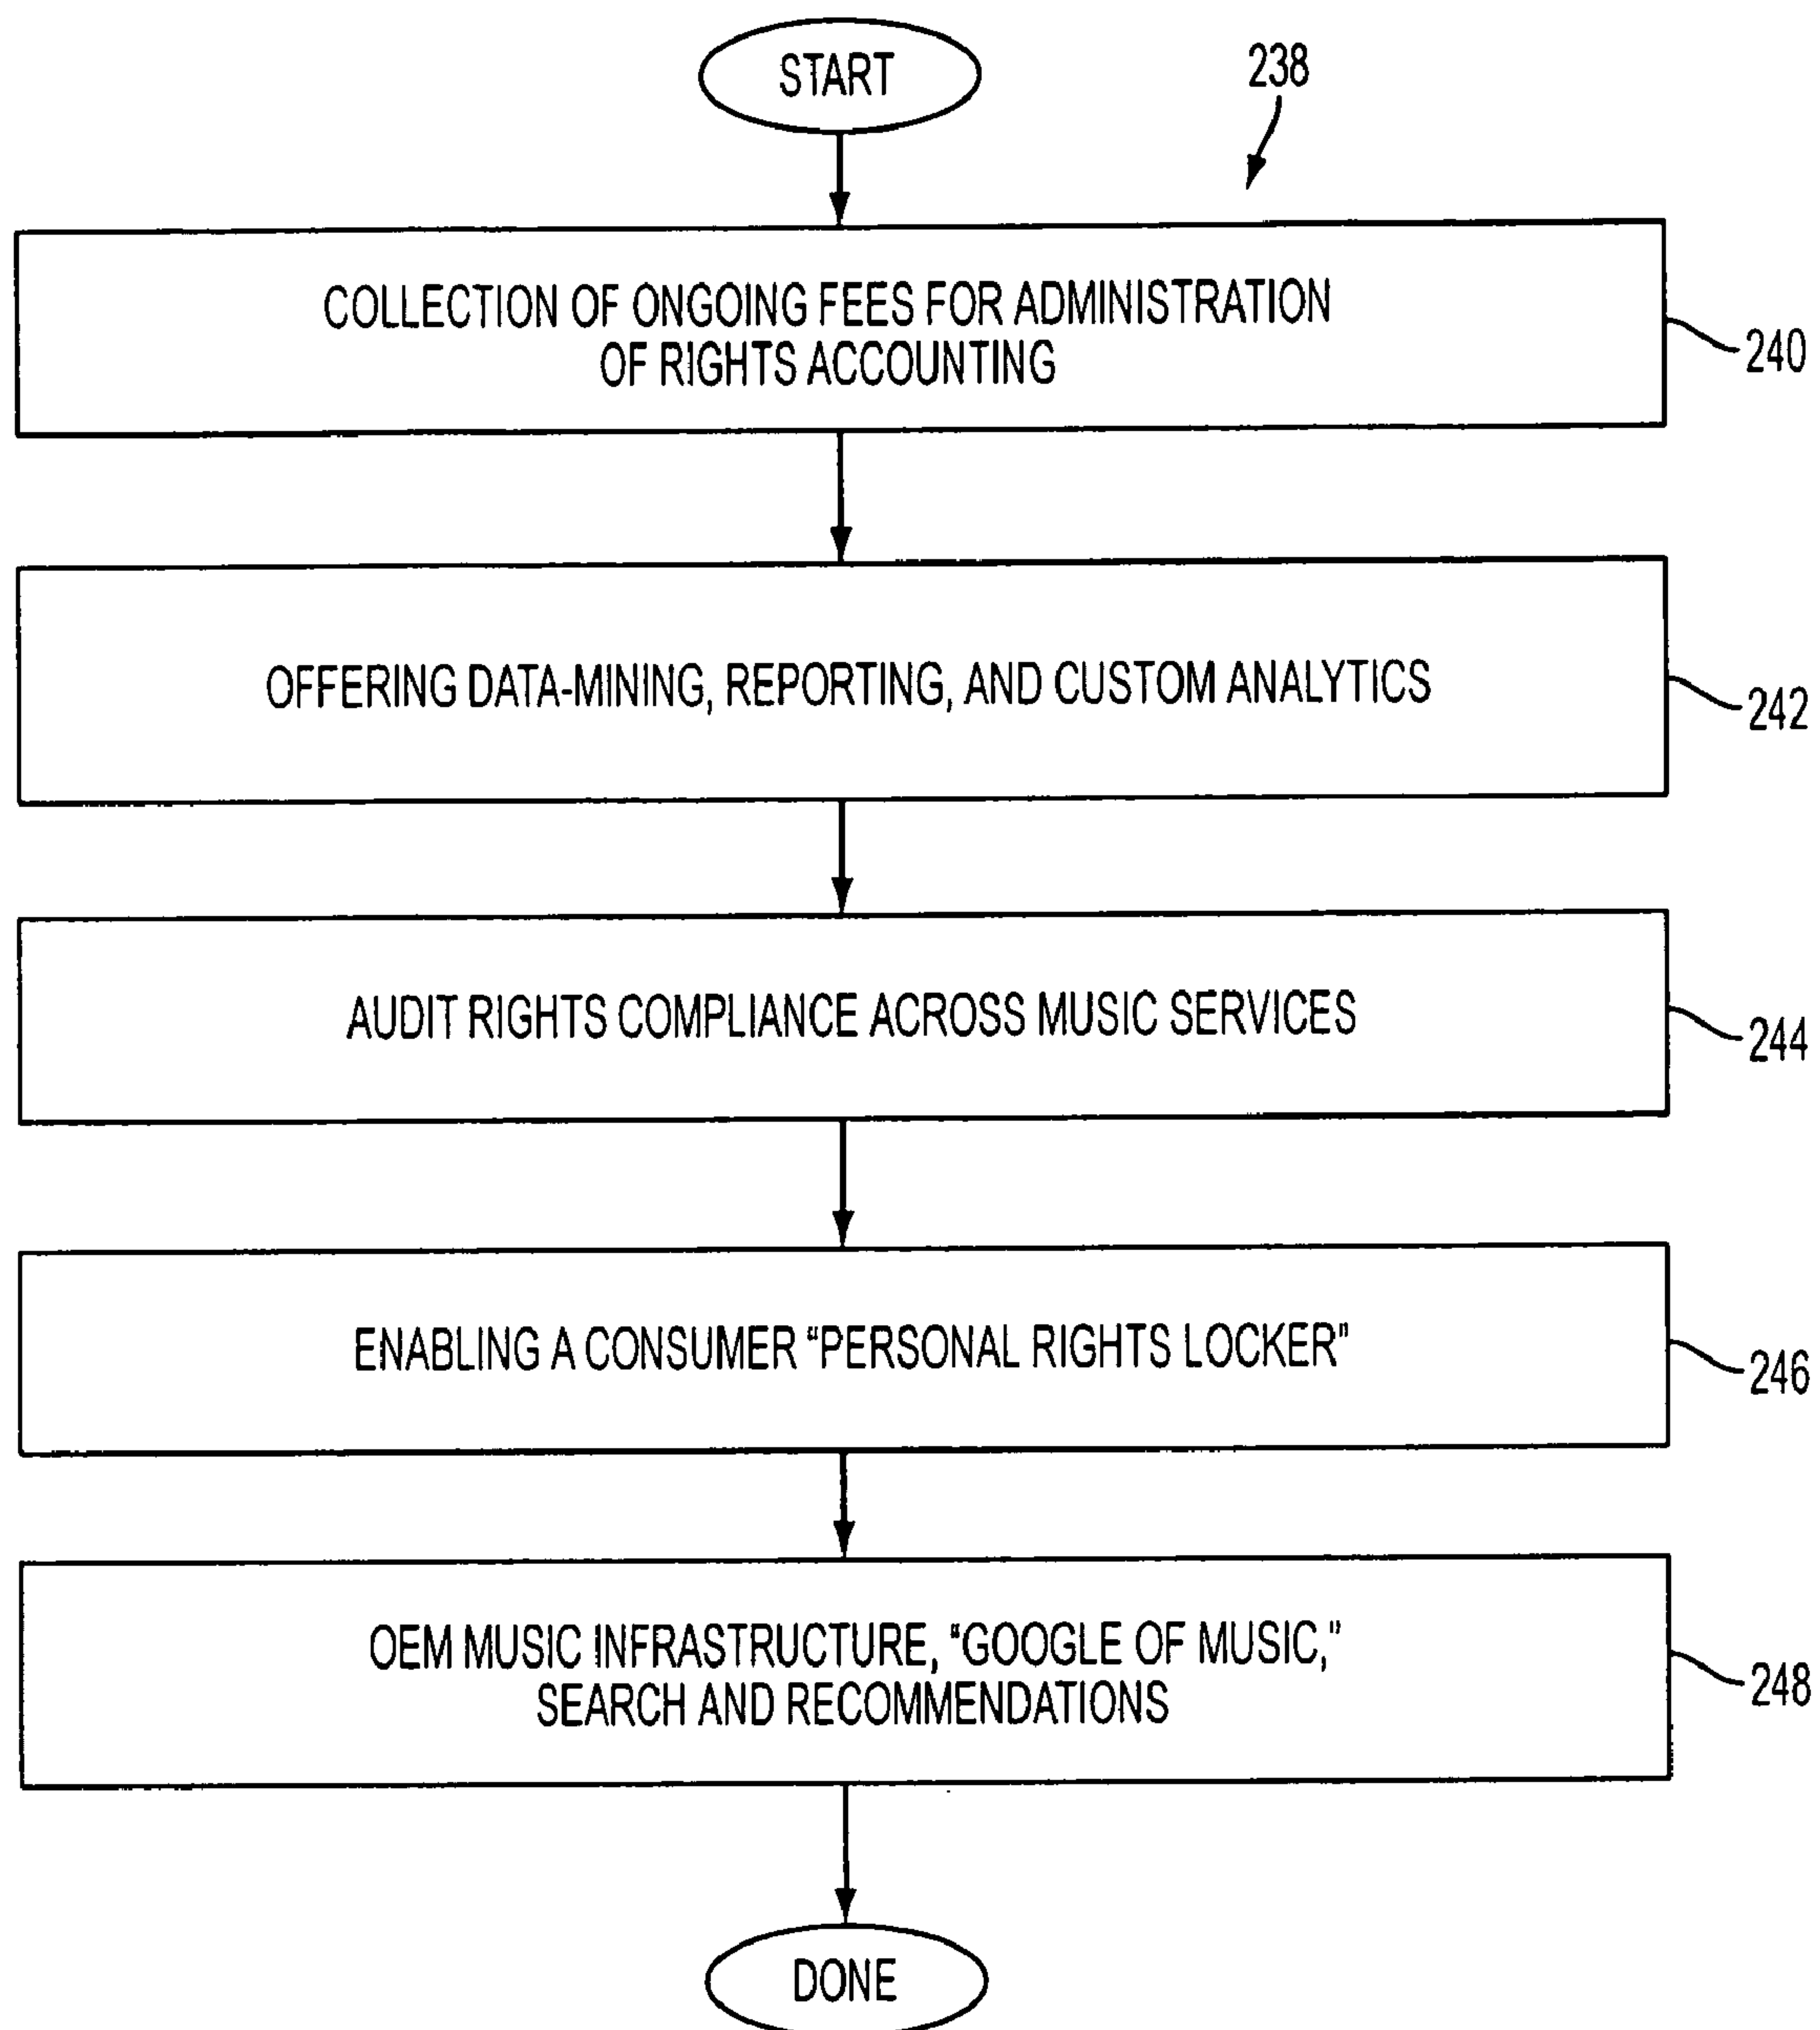 START
238
COLLECTION OF ONGOING FEES FOR ADMINISTRATION
OF RIGHTS ACCOUNTING
240
OFFERING DATA-MINING, REPORTING, AND CUSTOM ANALYTICS
242
AUDIT RIGHTS COMPLIANCE ACROSS MUSIC SERVICES
244
ENABLING A CONSUMER "PERSONAL RIGHTS LOCKER"
246
OEM MUSIC INFRASTRUCTURE, "GOOGLE OF MUSIC,"
SEARCH AND RECOMMENDATIONS
248
DONE